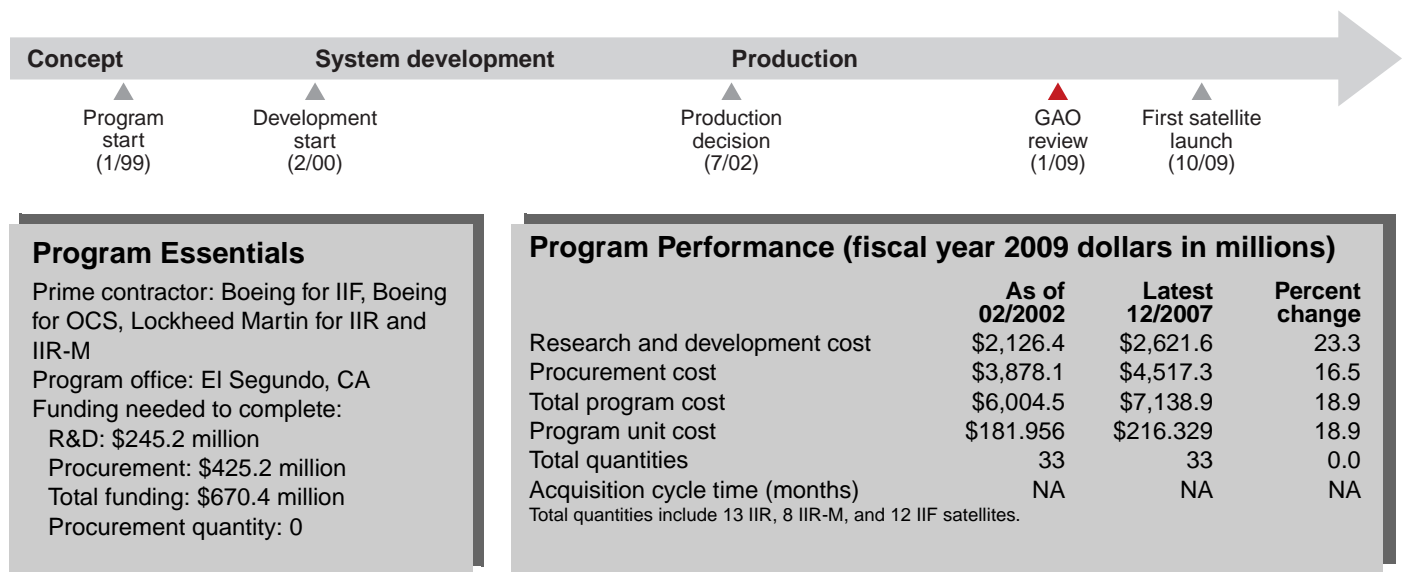 Concept System development Production
Program start (1/99)
Development start (2/00)
Production decision (7/02)
GAO review (1/09)
First satellite launch (10/09)
Program Essentials
Prime contractor: Boeing for IIF, Boeing
for OCS, Lockheed Martin for IIR and
IIR-M
Program office: El Segundo, CA
Funding needed to complete:
R&D: $245.2 million
Procurement: $425.2 million
Total funding: $670.4 million
Procurement quantity: 0
Program Performance (fiscal year 2009 dollars in millions)
As of 02/2002 Latest 12/2007 Percent change
Research and development cost $2,126.4 $2,621.6 23.3
Procurement cost $3,878.1 $4,517.3 16.5
Total program cost $6,004.5 $7,138.9 18.9
Program unit cost $181.956 $216.329 18.9
Total quantities 33 33 0.0
Acquisition cycle time (months) NA NA NA
Total quantities include 13 IIR, 8 IIR-M, and 12 IIF satellites.